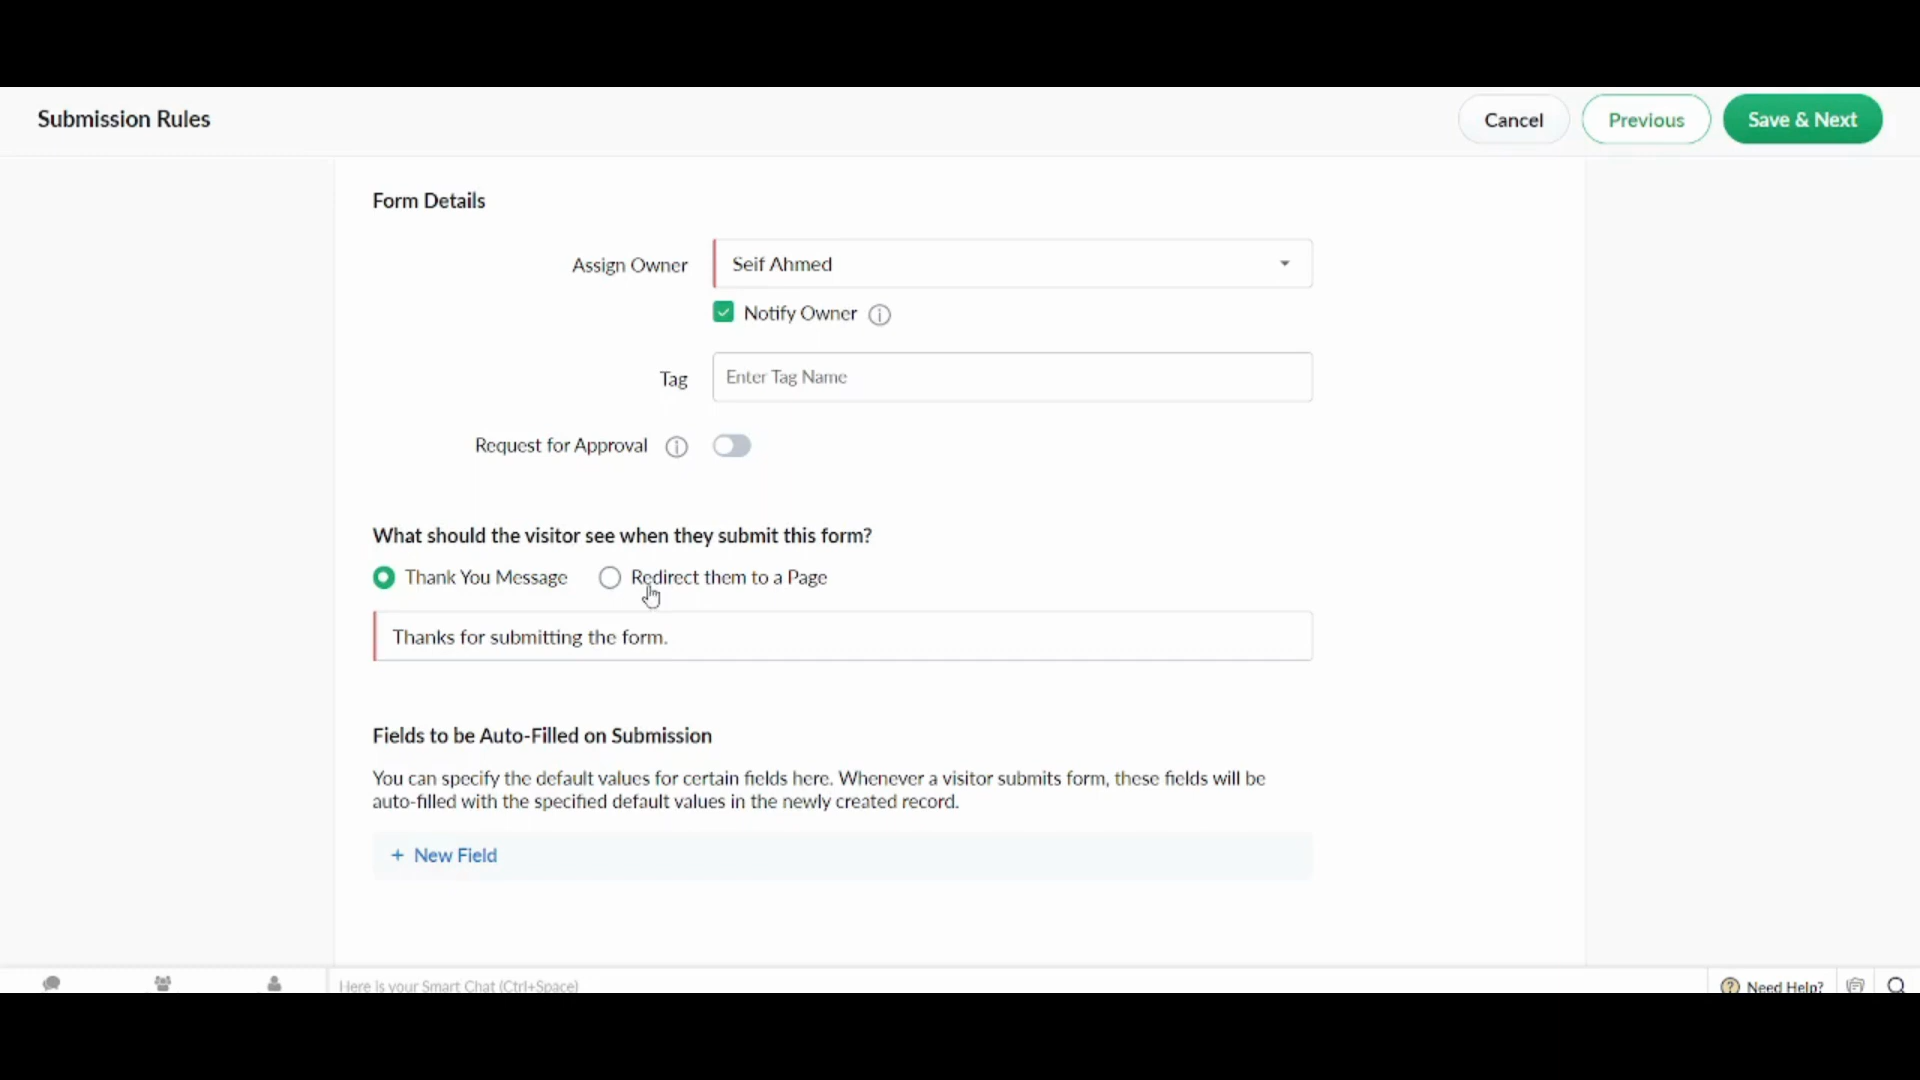 Submission Rules
Cancel
Previous
Save & Next
Form Details
Assign Owner
Seif Ahmed
Notify Owner
Tag
Enter Tag Name
Request for Approval
What should the visitor see when they submit this form?
Thank You Message
Redirect them to a Page
Thanks for submitting the form.
Fields to be Auto-Filled on Submission
You can specify the default values for certain fields here. Whenever a visitor submits form, these fields will be
auto-filled with the specified default values in the newly created record.
+ New Field
Here is your Smart Chat (Ctrl+Space)
Need Help?